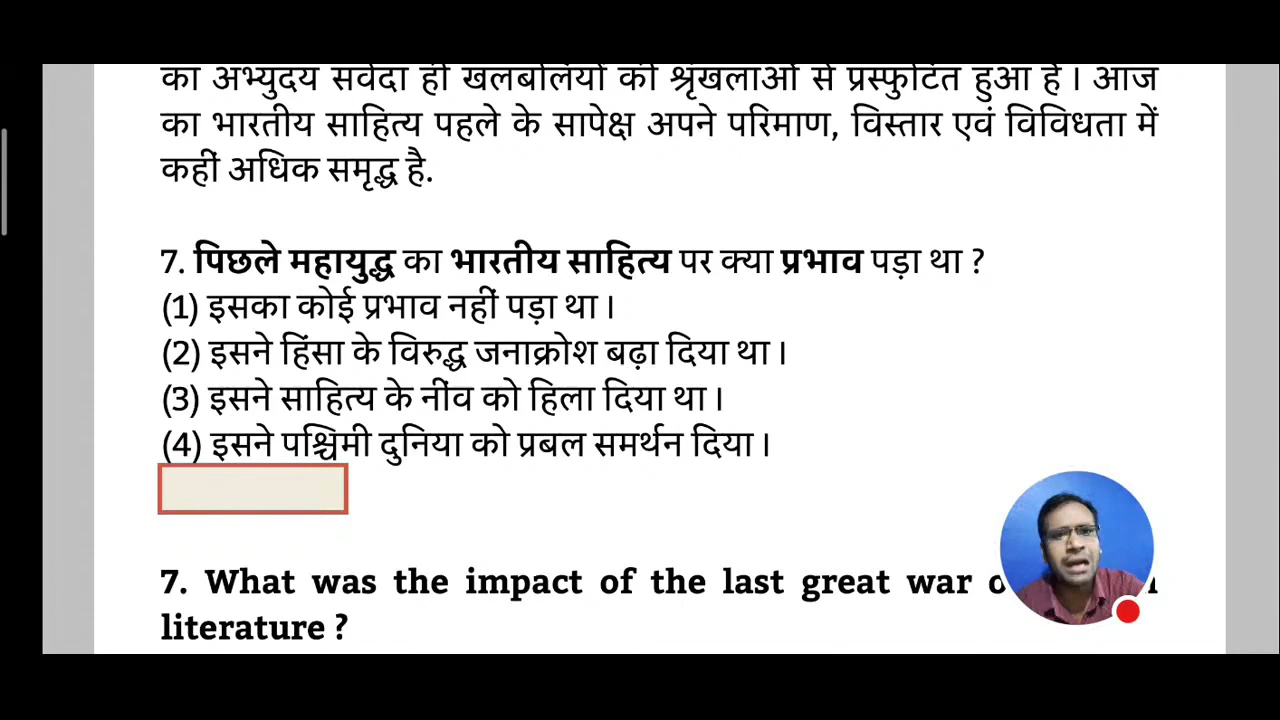 का अभ्युदय सर्वदा ही खलबलियों की श्रृंखलाओं से प्रस्फुटित हुआ है। आज
का भारतीय साहित्य पहले के सापेक्ष अपने परिमाण, विस्तार एवं विविधता में
कहीं अधिक समृद्ध है.
7. पिछले महायुद्ध का भारतीय साहित्य पर क्या प्रभाव पड़ा था ?
(1) इसका कोई प्रभाव नहीं पड़ा था।
(2) इसने हिंसा के विरुद्ध जनाक्रोश बढ़ा दिया था।
(3) इसने साहित्य के नींव को हिला दिया था।
(4) इसने पश्चिमी दुनिया को प्रबल समर्थन दिया।
7. What was the impact of the last great war
literature ?